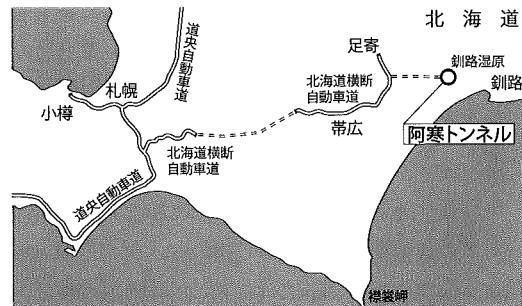 北海道
足寄
釧路湿原
釧路
道央自動車道
札幌
小樽
北海道横断
自動車道
帯広
阿寒トンネル
北海道横断
自動車道
道央自動車道
襟裳岬